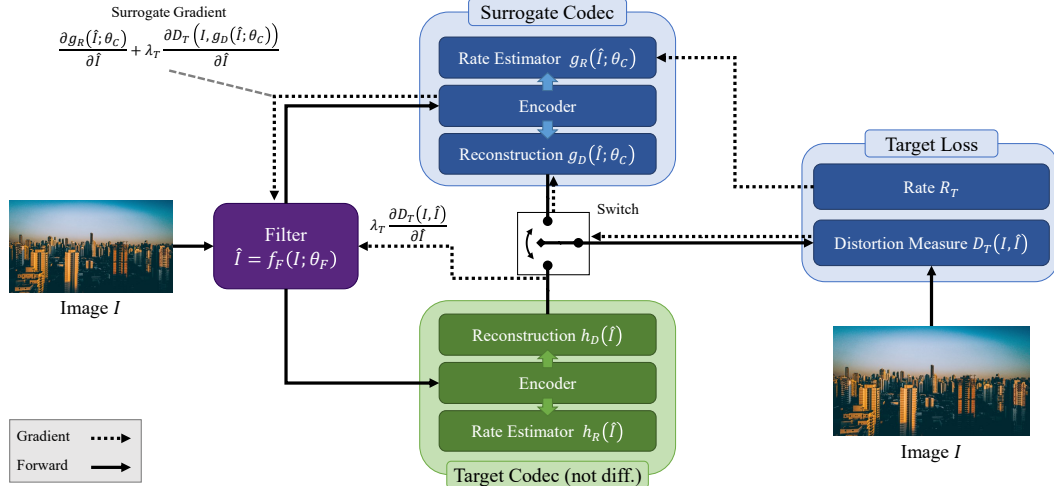 Surrogate Gradient
∂g_R(Î; θ_C)/∂Î + λ_T ∂D_T(I, g_D(Î; θ_C))/∂Î
Surrogate Codec
Rate Estimator g_R(Î; θ_C)
Encoder
Reconstruction g_D(Î; θ_C)
Target Loss
Rate R_T
Distortion Measure D_T(I, Î)
Switch
λ_T ∂D_T(I, Î)/∂Î
Filter
Î = f_F(I; θ_F)
Image I
Reconstruction h_D(Î)
Encoder
Rate Estimator h_R(Î)
Target Codec (not diff.)
Image I
Gradient
Forward